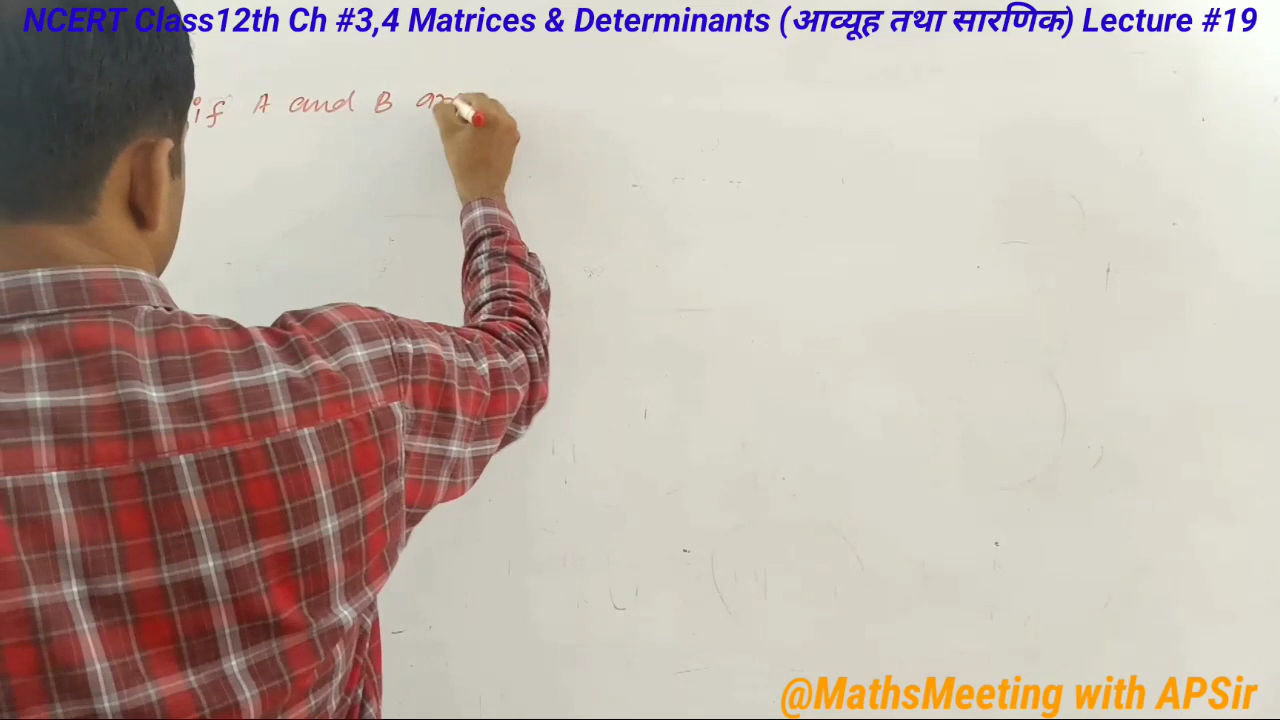 NCERT Class12th Ch #3,4 Matrices & Determinants (आव्यूह तथा सारणिक) Lecture #19
if A and B
@MathsMeeting with APSir